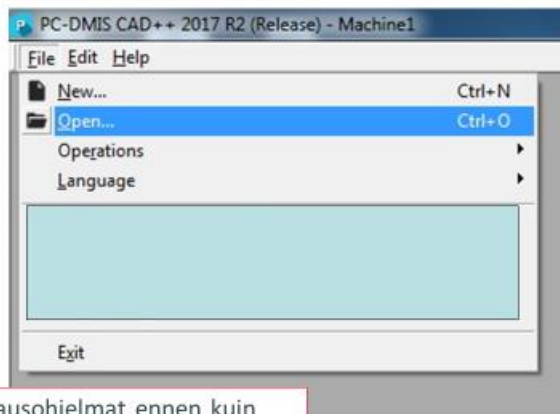 PC-DMIS CAD++ 2017 R2 (Release) - Machine1
File Edit Help
New... Ctrl+N
Open... Ctrl+O
Operations
Language
Exit
ennen kuin